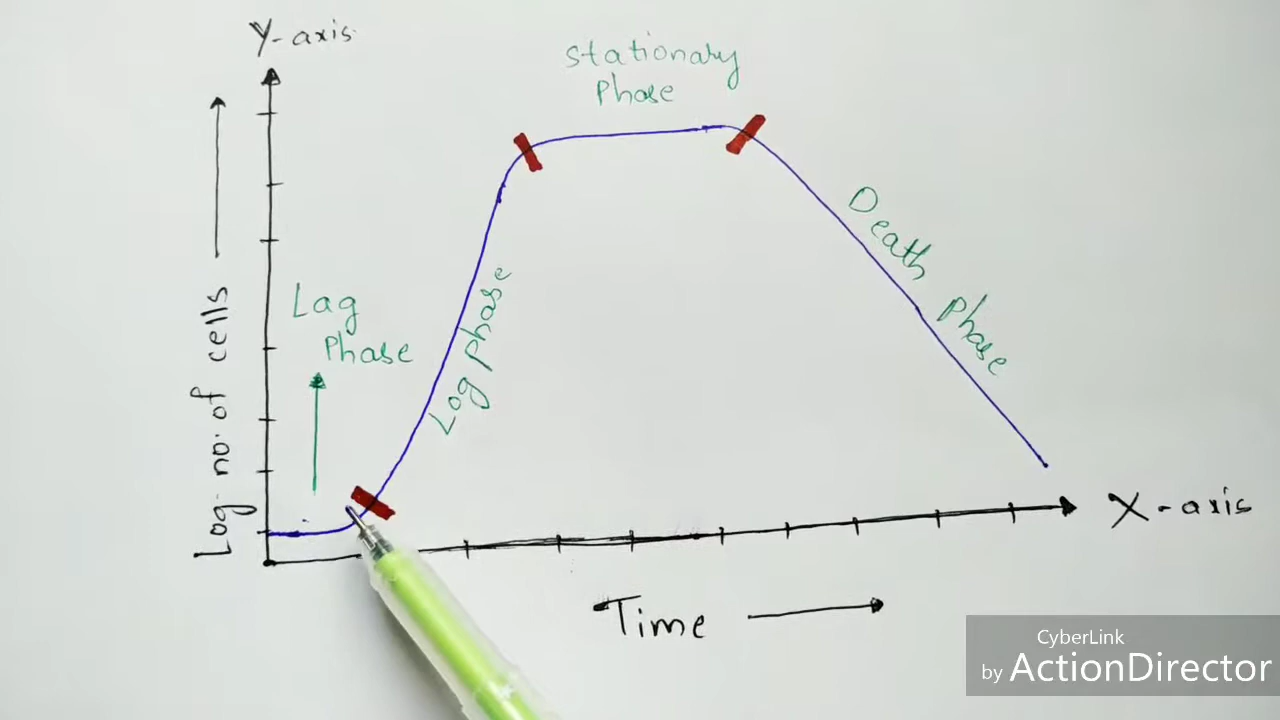 Y-axis
Stationary
Phase
Death phase
Lag
Phase
Log phase
Log no. of cells
X-axis
Time
CyberLink
by ActionDirector